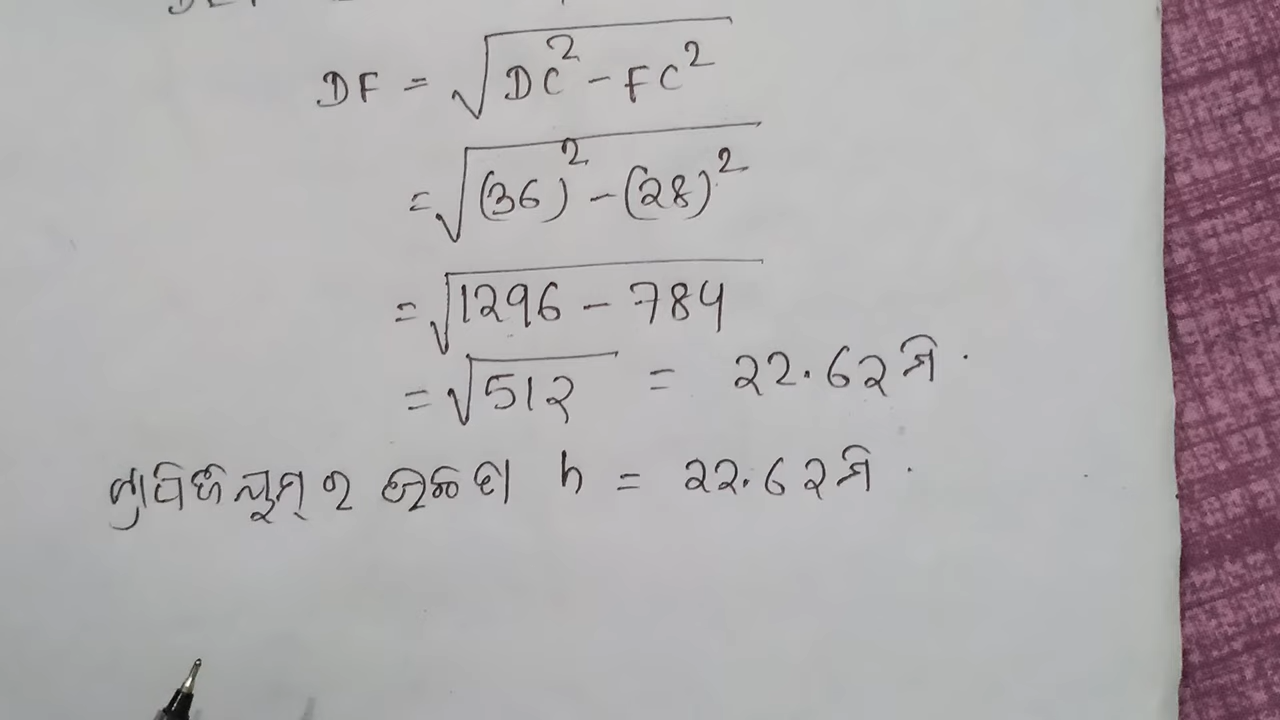 DF = √DC² - FC²
= √(36)² - (28)²
= √1296 - 784
= √512 = 22.62 ମି.
ଟ୍ରାପିଜିୟମ୍ ର ଉଚ୍ଚତା h = 22.62 ମି.